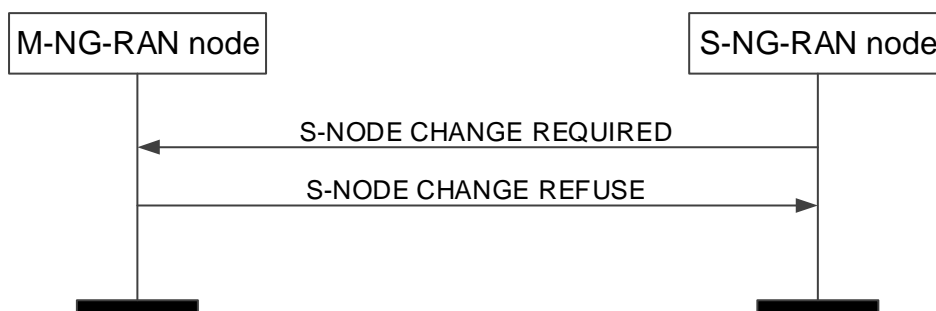 M-NG-RAN node
S-NG-RAN node
S-NODE CHANGE REQUIRED
S-NODE CHANGE REFUSE